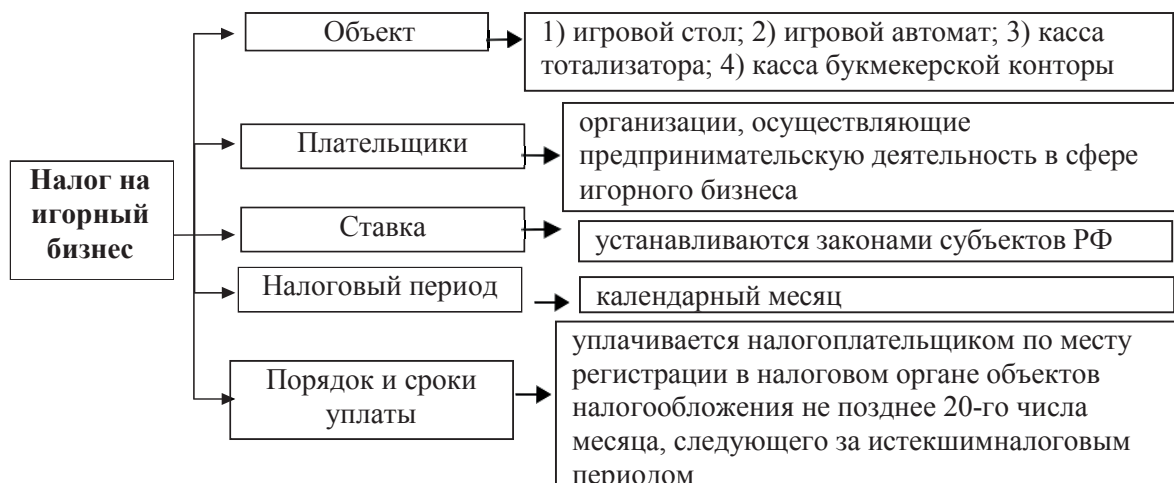 Объект
1) игровой стол; 2) игровой автомат; 3) касса
тотализатора; 4) касса букмекерской конторы
Плательщики
организации, осуществляющие
предпринимательскую деятельность в сфере
игорного бизнеса
Налог на
игорный
бизнес
Ставка
устанавливаются законами субъектов РФ
Налоговый период
календарный месяц
Порядок и сроки
уплаты
уплачивается налогоплательщиком по месту
регистрации в налоговом органе объектов
налогообложения не позднее 20-го числа
месяца, следующего за истекшимналоговым
периодом